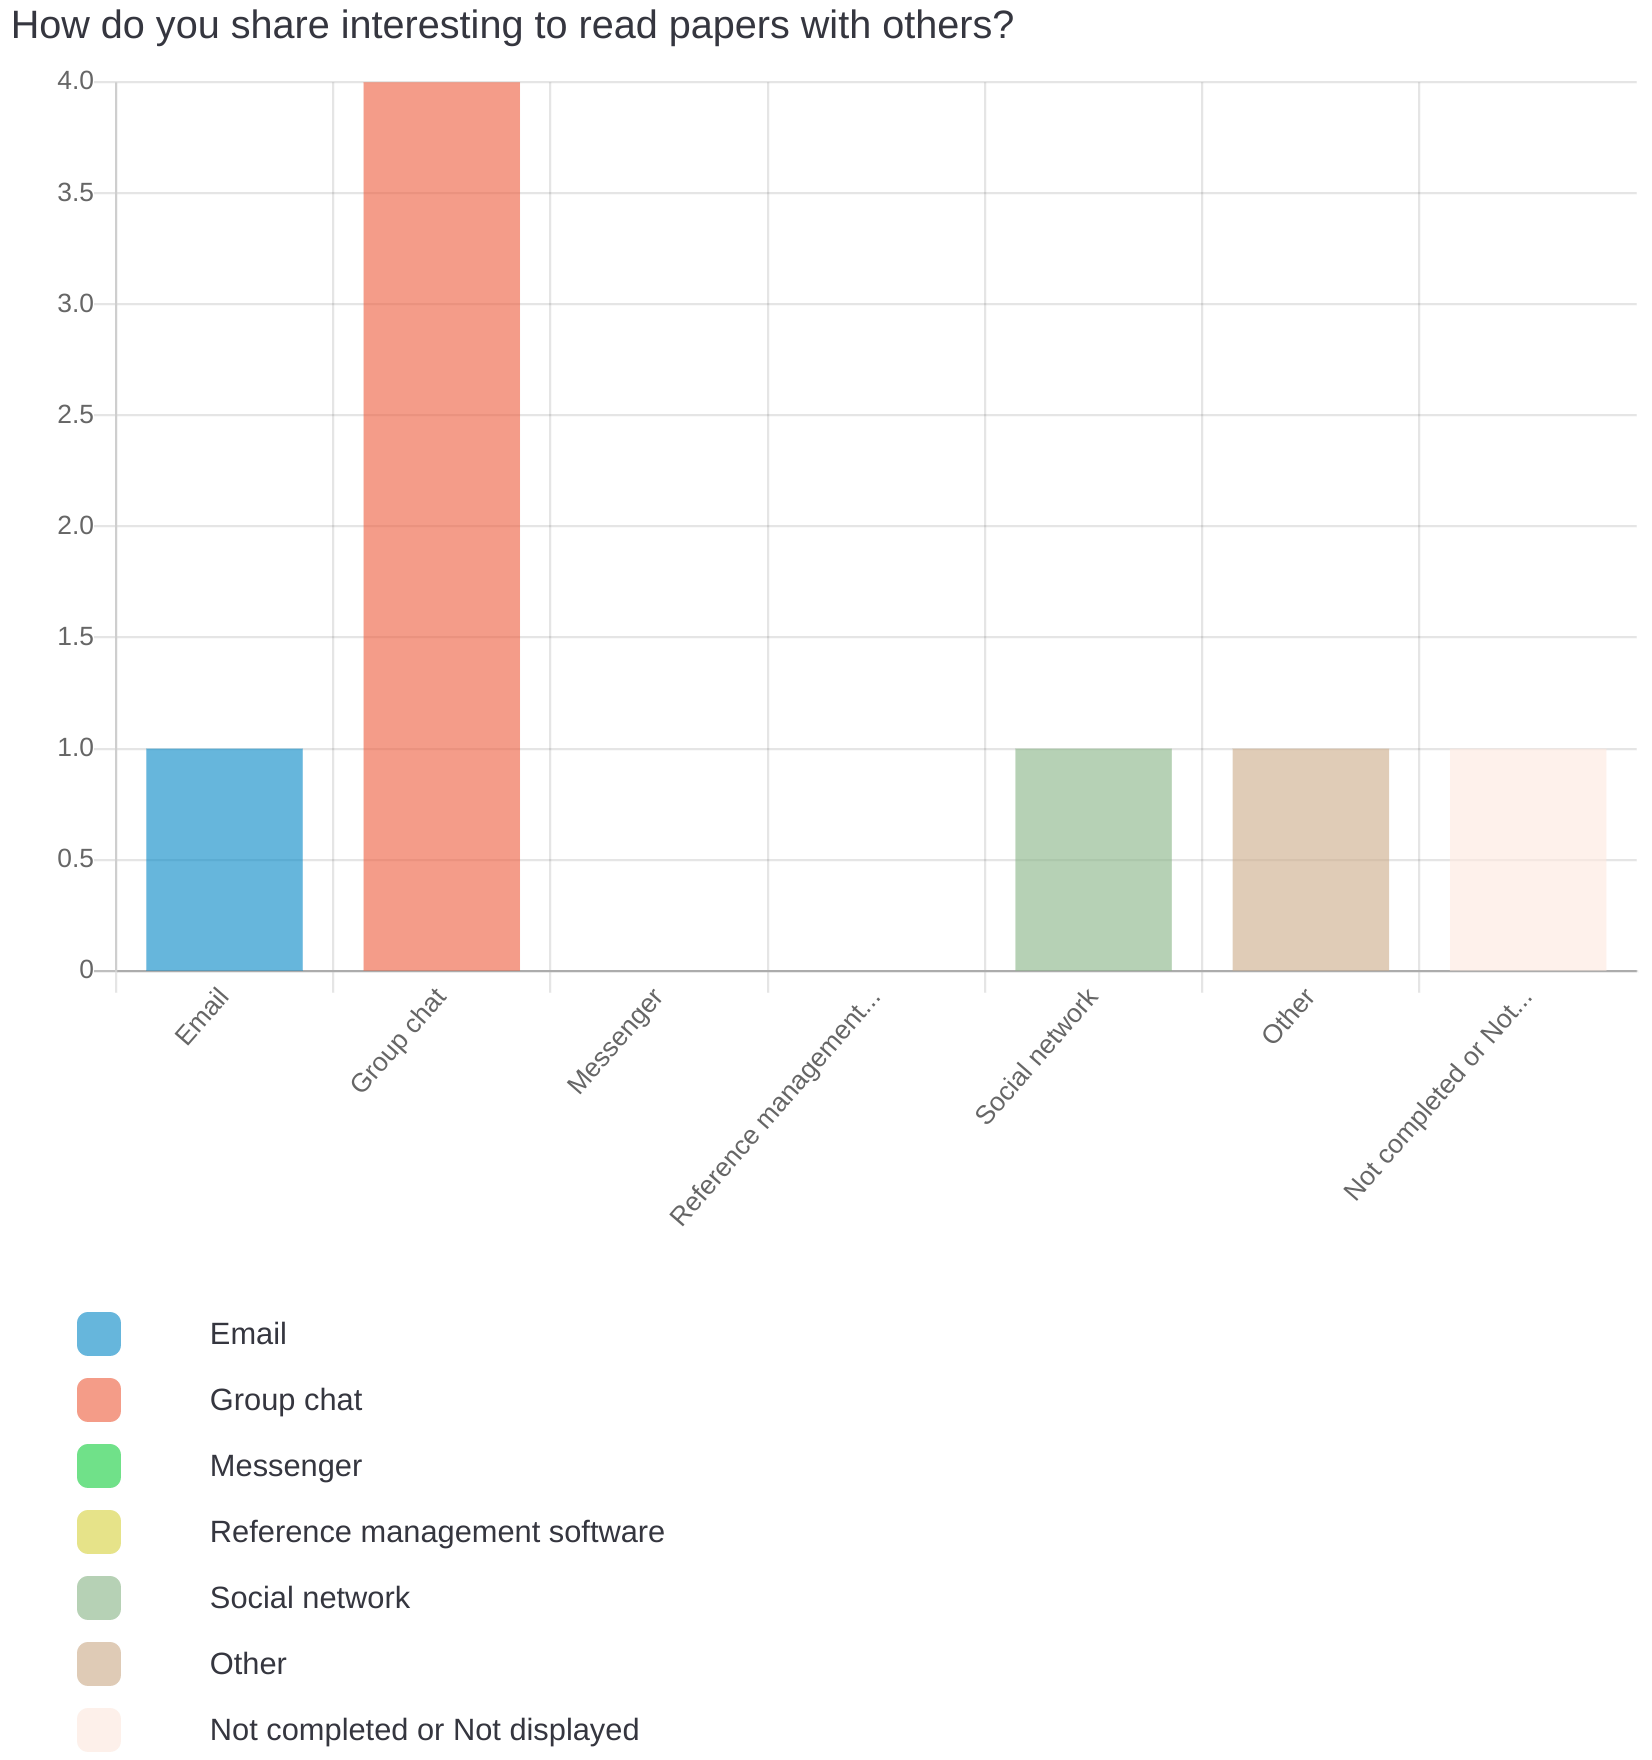 How do you share interesting to read papers with others?
4.0
3.5
3.0
2.5
2.0
1.5
1.0
0.5
0
Email
Group chat
Messenger
Reference management...
Social network
Other
Not completed or Not...
Email
Group chat
Messenger
Reference management software
Social network
Other
Not completed or Not displayed